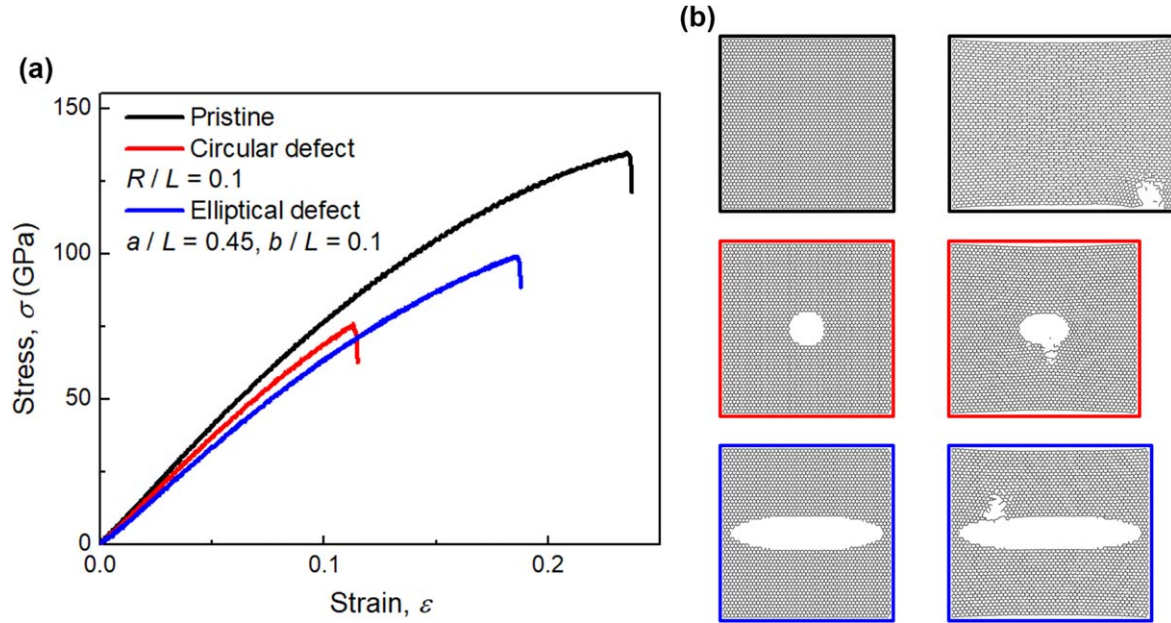 (a)
Stress, σ (GPa)
150
100
50
0
Pristine
Circular defect
R / L = 0.1
Elliptical defect
a / L = 0.45, b / L = 0.1
0.0
0.1
0.2
Strain, ε
(b)